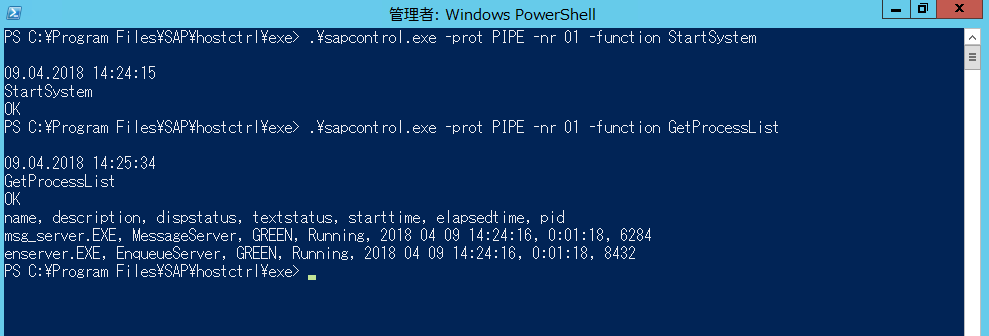 管理者: Windows PowerShell
PS C:¥Program Files¥SAP¥hostctrl¥exe> .¥sapcontrol.exe -prot PIPE -nr 01 -function StartSystem
09.04.2018 14:24:15
StartSystem
OK
PS C:¥Program Files¥SAP¥hostctrl¥exe> .¥sapcontrol.exe -prot PIPE -nr 01 -function GetProcessList
09.04.2018 14:25:34
GetProcessList
OK
name, description, dispstatus, textstatus, starttime, elapsedtime, pid
msg_server.EXE, MessageServer, GREEN, Running, 2018 04 09 14:24:16, 0:01:18, 6284
enserver.EXE, EnqueueServer, GREEN, Running, 2018 04 09 14:24:16, 0:01:18, 8432
PS C:¥Program Files¥SAP¥hostctrl¥exe>